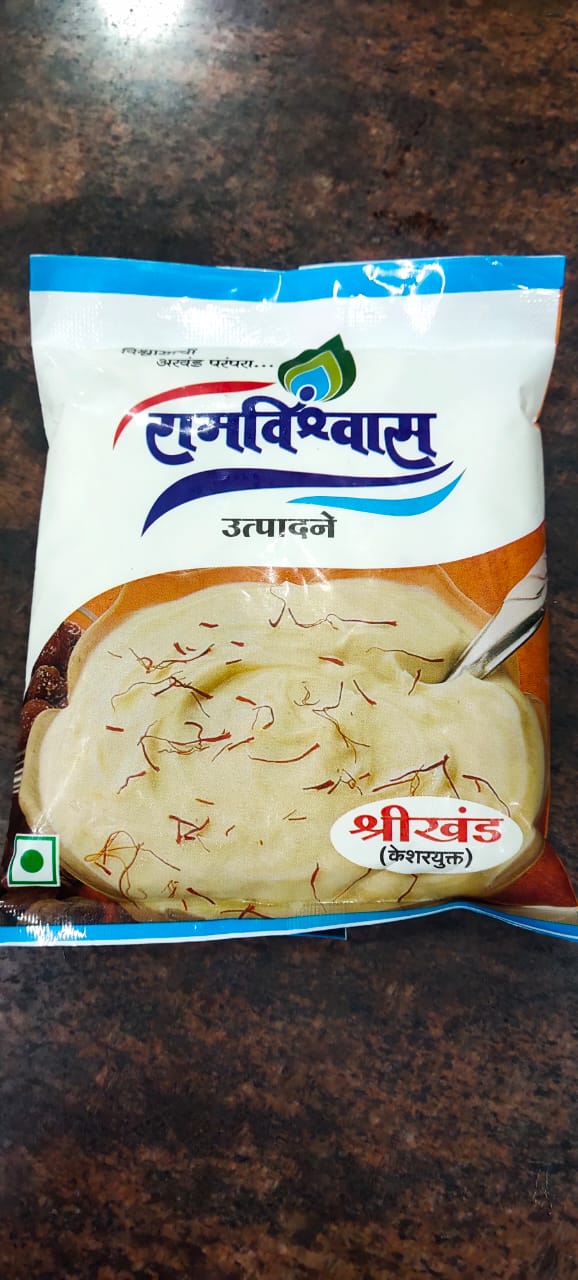 विश्वासाची
अखंड परंपरा...
रामविश्वास
उत्पादने
श्रीखंड
(केशरयुक्त)